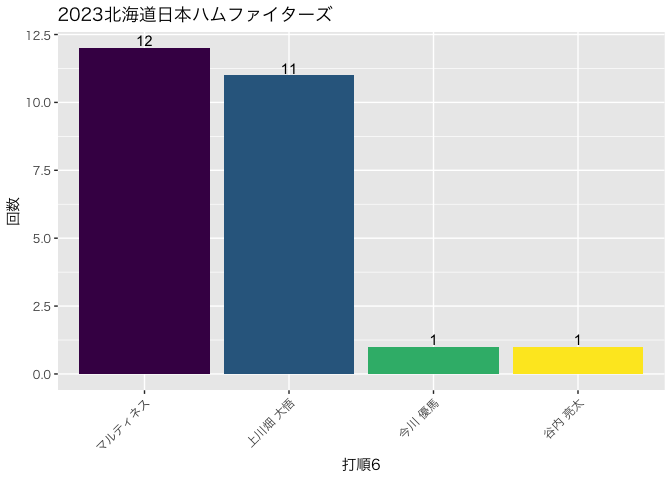 2023北海道日本ハムファイターズ
回数
12.5
10.0
7.5
5.0
2.5
0.0
12
11
1
1
マルティネス
上川畑 大悟
今川 優馬
谷内 亮太
打順6